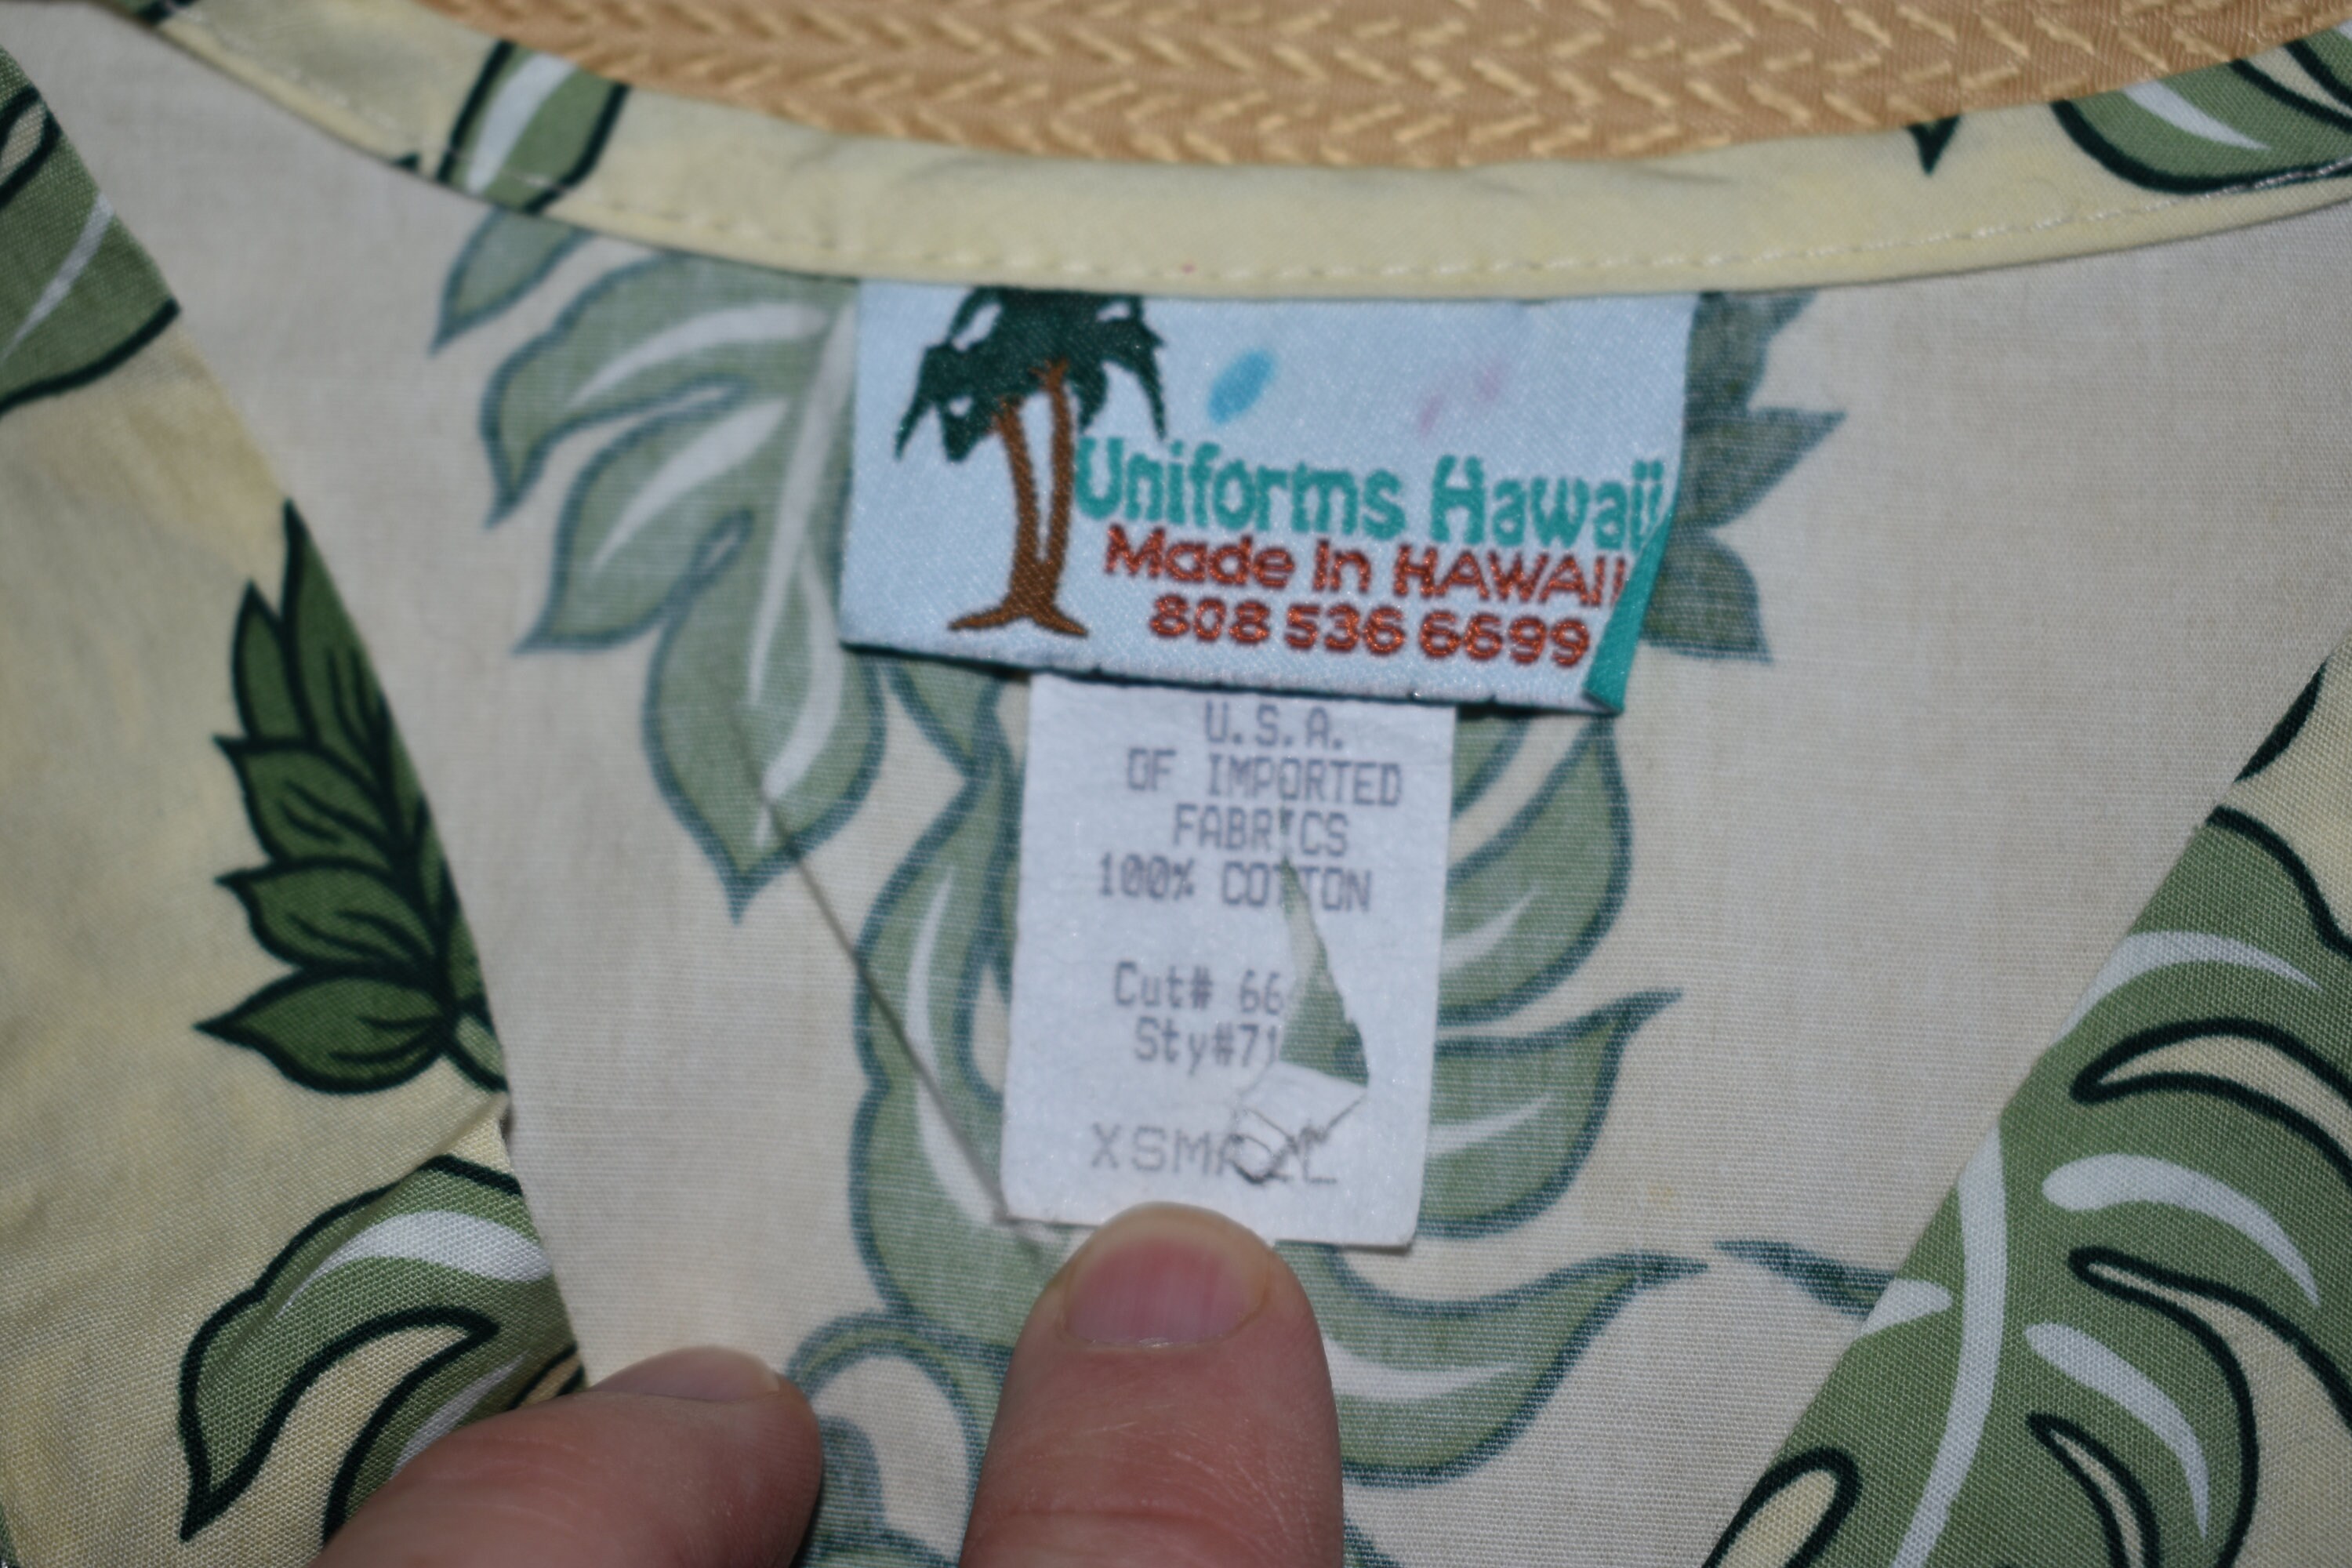 Uniforms Hawaii
Made In HAWAII
808 536 6699
U.S.A.
OF IMPORTED
FABRICS
100% COTTON
Cut# 66
Sty#71
XSMALL